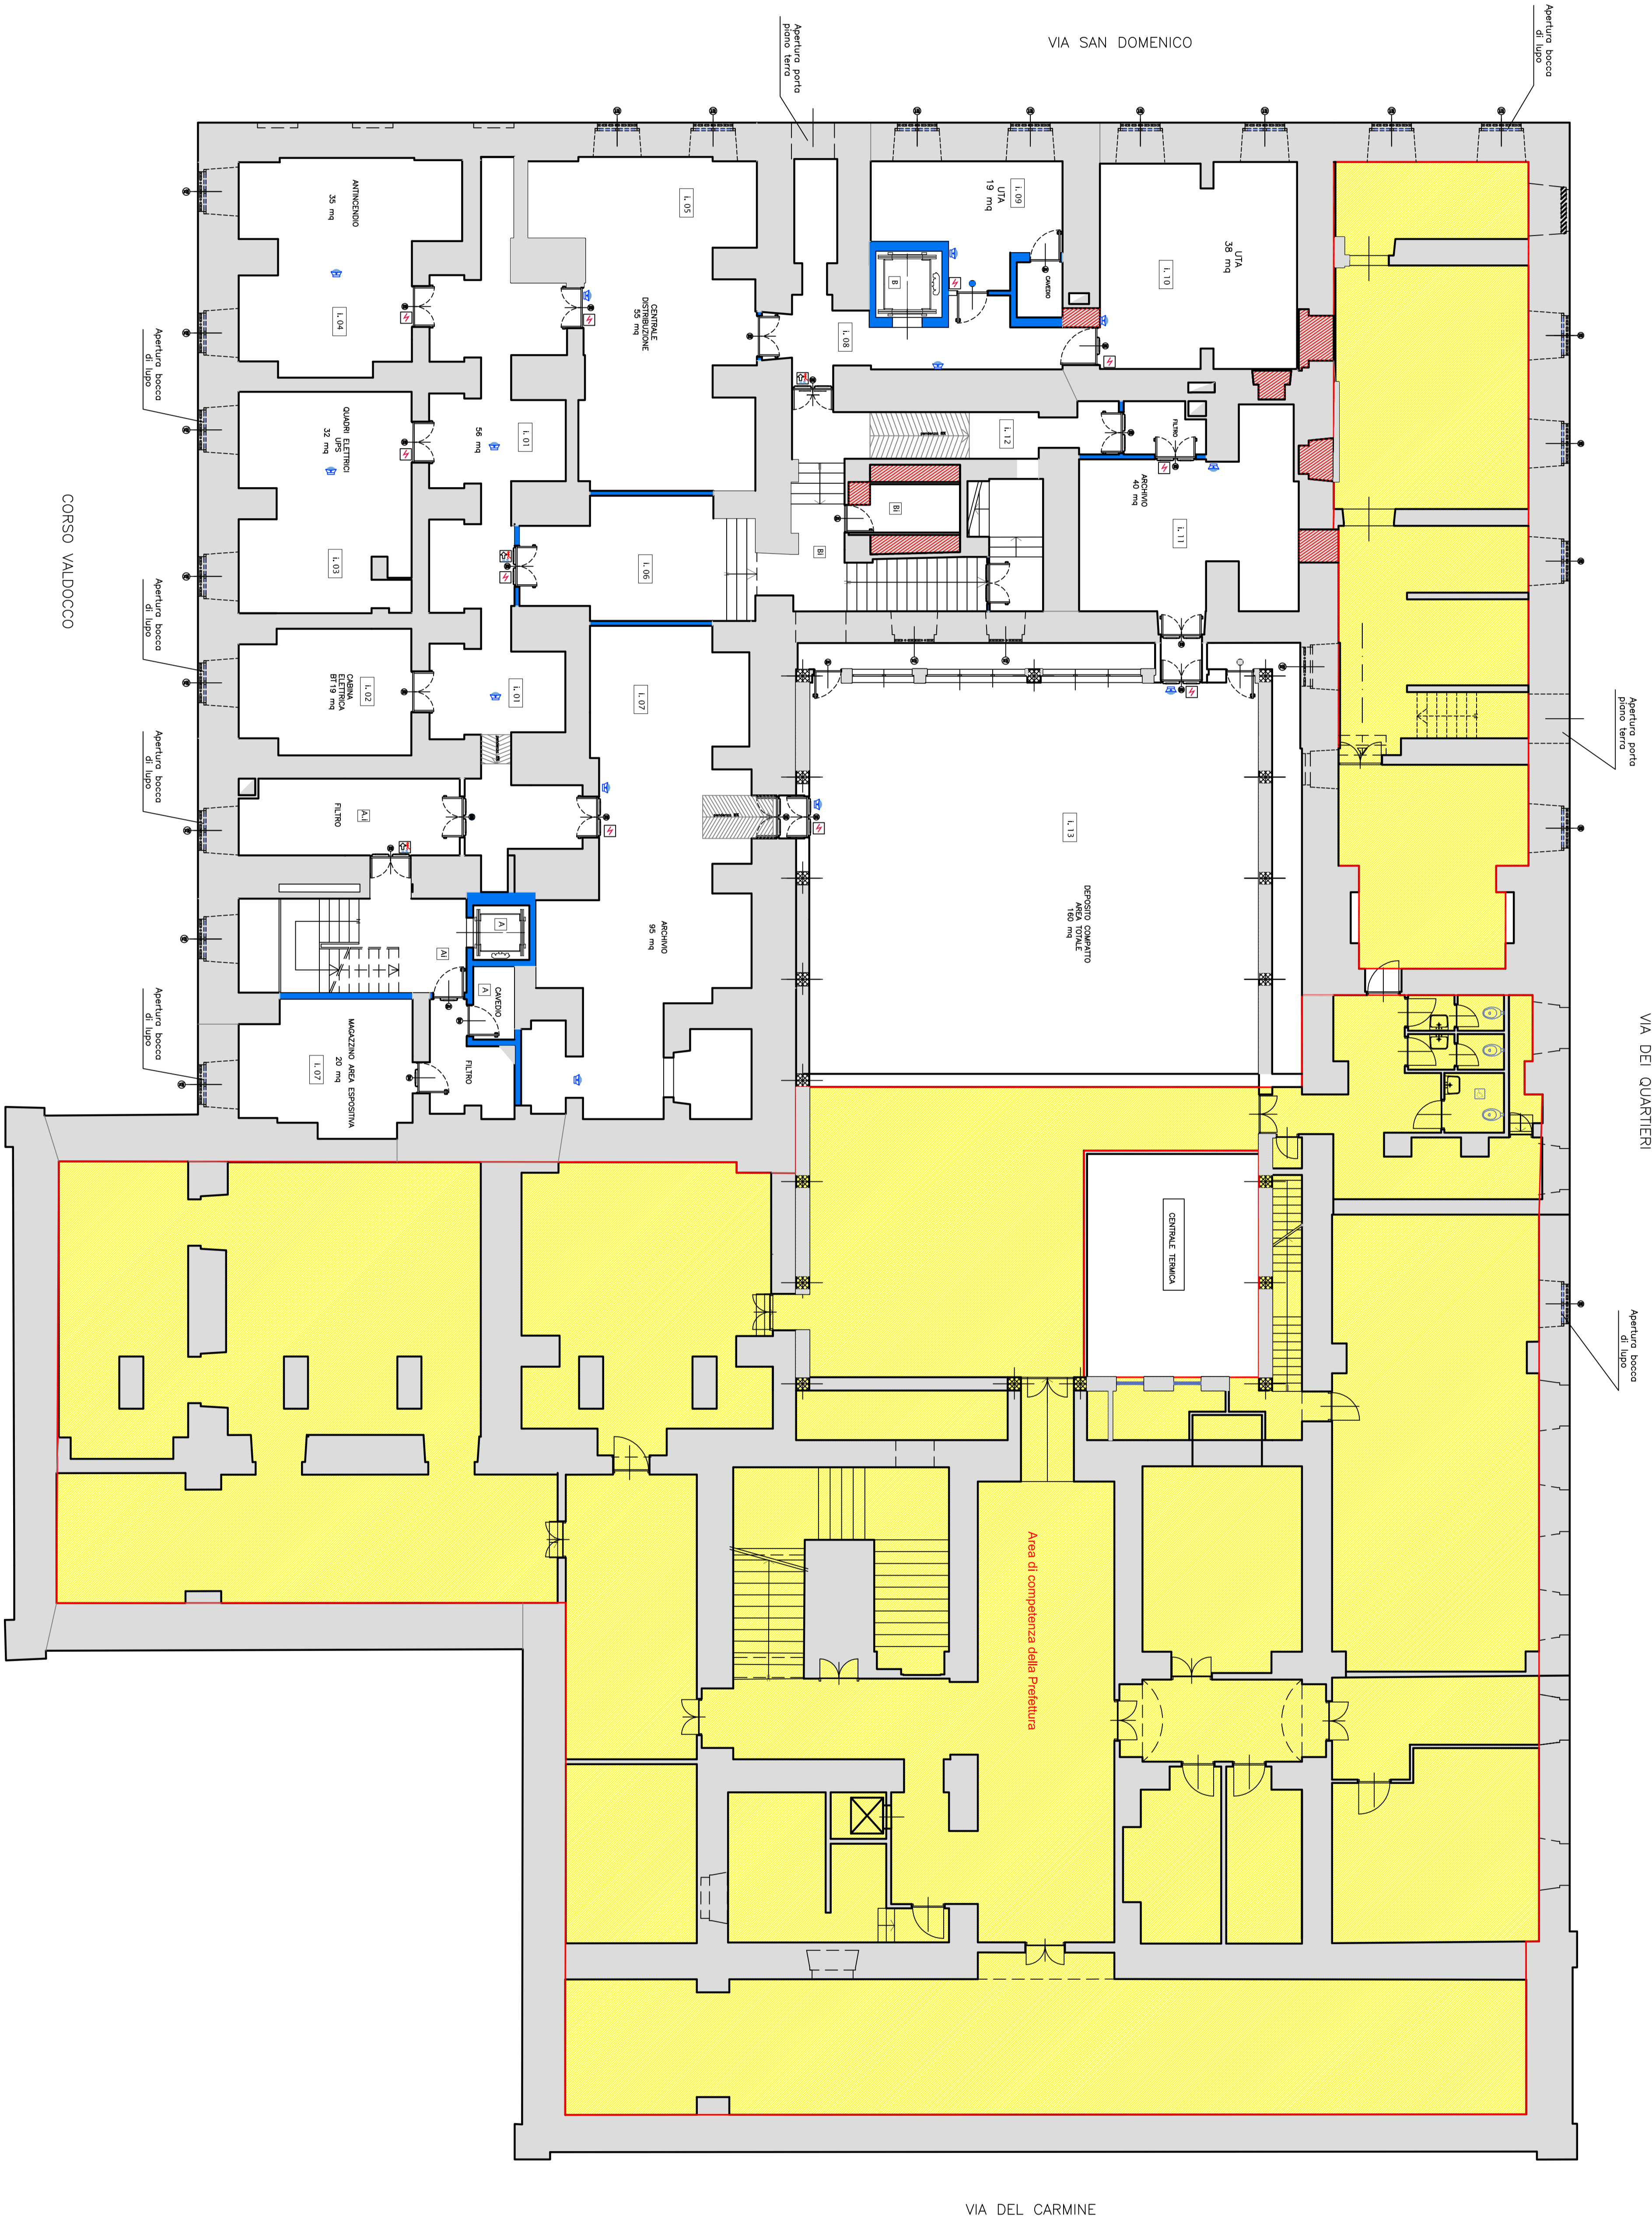 VIA SAN DOMENICO
Apertura porta
piano terra
Apertura bocca
di lupo
ANTINCENDIO
35 mq
i. 04
i. 05
CENTRALE
DISTRIBUZIONE
55 mq
i. 09
UTA
19 mq
B
CAVEDIO
UTA
38 mq
i. 10
i. 08
Apertura bocca
di lupo
QUADRI ELETTRICI
UPS
32 mq
i. 03
i. 01
56 mq
i. 12
FILTRO
ARCHIVIO
40 mq
i. 11
Bi
Bi
i. 06
CORSO VALDOCCO
Apertura bocca
di lupo
i. 02
CABINA
ELETTRICA
BT 19 mq
i. 01
i. 07
Apertura porta
piano terra
Apertura bocca
di lupo
FILTRO
A.i
i. 13
DEPOSITO COMPATTO
AREA TOTALE
160 mq
ARCHIVIO
95 mq
A
Ai
A
CAVEDIO
Apertura bocca
di lupo
MAGAZZINO AREA ESPOSITIVA
20 mq
i. 07
FILTRO
VIA DEI QUARTIERI
CENTRALE TERMICA
Apertura bocca
di lupo
Area di competenza della Prefettura
VIA DEL CARMINE